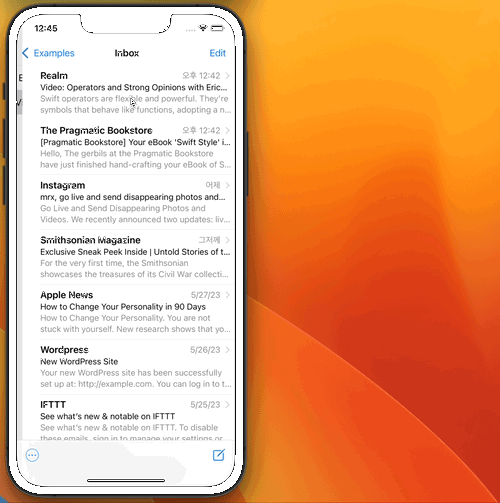 12:45
Examples
Inbox
Edit
Realm
오후 12:42
Video: Operators and Strong Opinions with Eric...
Swift operators are flexible and powerful. They're
symbols that behave like functions, adopting a n...
The Pragmatic Bookstore
오후 12:42
[Pragmatic Bookstore] Your eBook 'Swift Style' i...
Hello, The gerbils at the Pragmatic Bookstore
have just finished hand-crafting your eBook of S...
Instagram
어제
mrx, go live and send disappearing photos and...
Go Live and Send Disappearing Photos and
Videos. We recently announced two updates: liv...
Smithsonian Magazine
그저께
Exclusive Sneak Peek Inside | Untold Stories of t...
For the very first time, the Smithsonian
showcases the treasures of its Civil War collecti...
Apple News
5/27/23
How to Change Your Personality in 90 Days
How to Change Your Personality. You are not
stuck with yourself. New research shows that yo...
Wordpress
5/26/23
New WordPress Site
Your new WordPress site has been successfully
set up at: http://example.com. You can log in to t...
IFTTT
5/25/23
See what's new & notable on IFTTT
See what's new & notable on IFTTT. To disable
these emails, sign in to manage your settings or